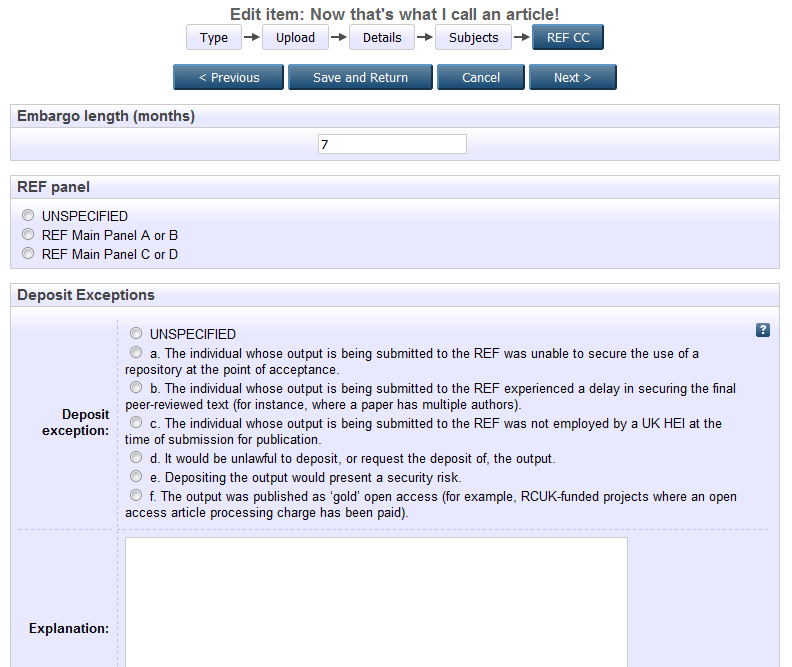 Edit item: Now that's what I call an article!
Type Upload Details Subjects REF CC
< Previous Save and Return Cancel Next >
Embargo length (months)
7
REF panel
UNSPECIFIED
REF Main Panel A or B
REF Main Panel C or D
Deposit Exceptions
UNSPECIFIED ?
a. The individual whose output is being submitted to the REF was unable to secure the use of a
repository at the point of acceptance.
b. The individual whose output is being submitted to the REF experienced a delay in securing the final
peer-reviewed text (for instance, where a paper has multiple authors).
Deposit
exception:
c. The individual whose output is being submitted to the REF was not employed by a UK HEI at the
time of submission for publication.
d. It would be unlawful to deposit, or request the deposit of, the output.
e. Depositing the output would present a security risk.
f. The output was published as ‘gold’ open access (for example, RCUK-funded projects where an open
access article processing charge has been paid).
Explanation: